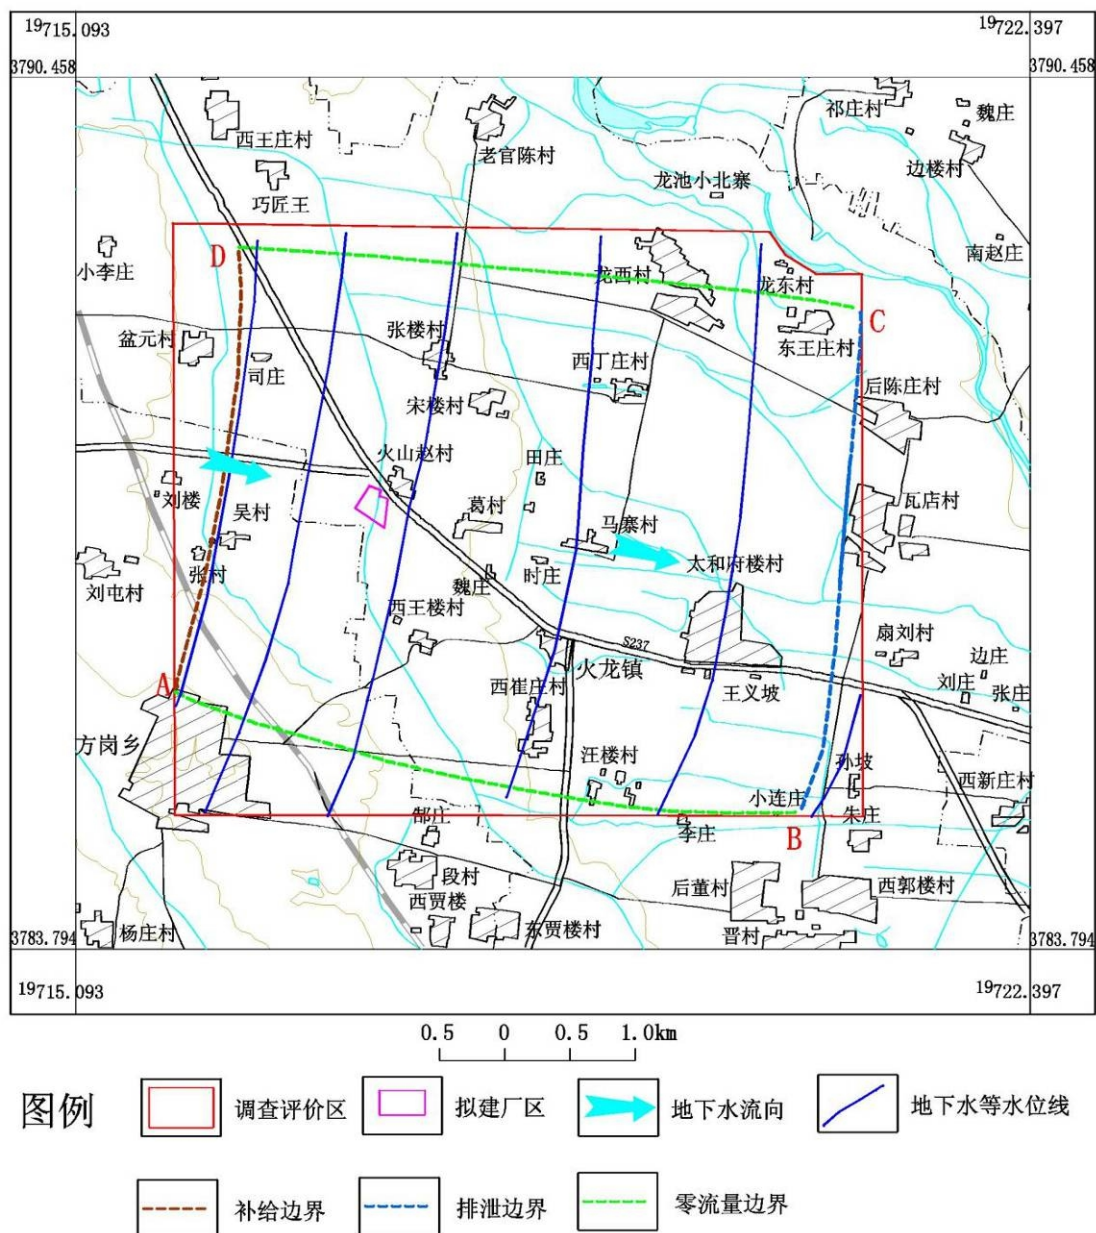 19715.093
19722.397
3790.458
3790.458
祁庄村
魏庄
西王庄村
老官陈村
边楼村
龙池小北寨
巧匠王
小李庄
D
南赵庄
龙西村
龙东村
C
盆元村
张楼村
东王庄村
司庄
西丁庄村
后陈庄村
宋楼村
火山赵村
田庄
刘楼
吴村
葛村
马寨村
瓦店村
张村
刘屯村
魏庄
时庄
太和府楼村
西王楼村
S237
扇刘村
火龙镇
边庄
A
西崔庄村
王义坡
刘庄
张庄
方岗乡
汪楼村
孙坡
西新庄村
小连庄
郜庄
李庄
B
朱庄
段村
后董村
西郭楼村
西贾楼
杨庄村
东贾楼村
晋村
3783.794
3783.794
19715.093
19722.397
0.5 0 0.5 1.0km
图例
调查评价区
拟建厂区
地下水流向
地下水等水位线
补给边界
排泄边界
零流量边界